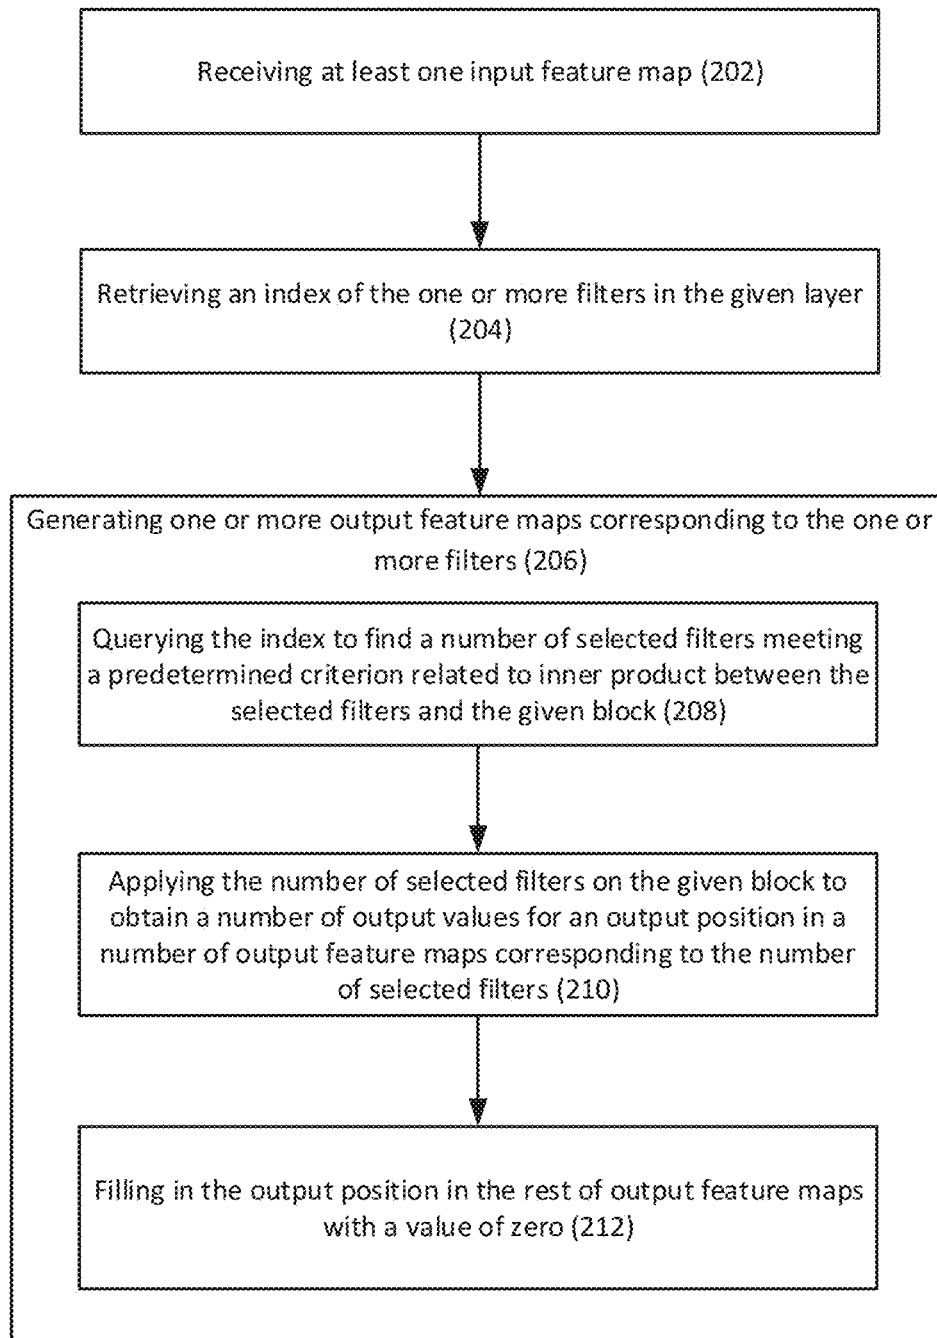 Receiving at least one input feature map (202)
Retrieving an index of the one or more filters in the given layer
(204)
Generating one or more output feature maps corresponding to the one or
more filters (206)
Querying the index to find a number of selected filters meeting
a predetermined criterion related to inner product between the
selected filters and the given block (208)
Applying the number of selected filters on the given block to
obtain a number of output values for an output position in a
number of output feature maps corresponding to the number
of selected filters (210)
Filling in the output position in the rest of output feature maps
with a value of zero (212)